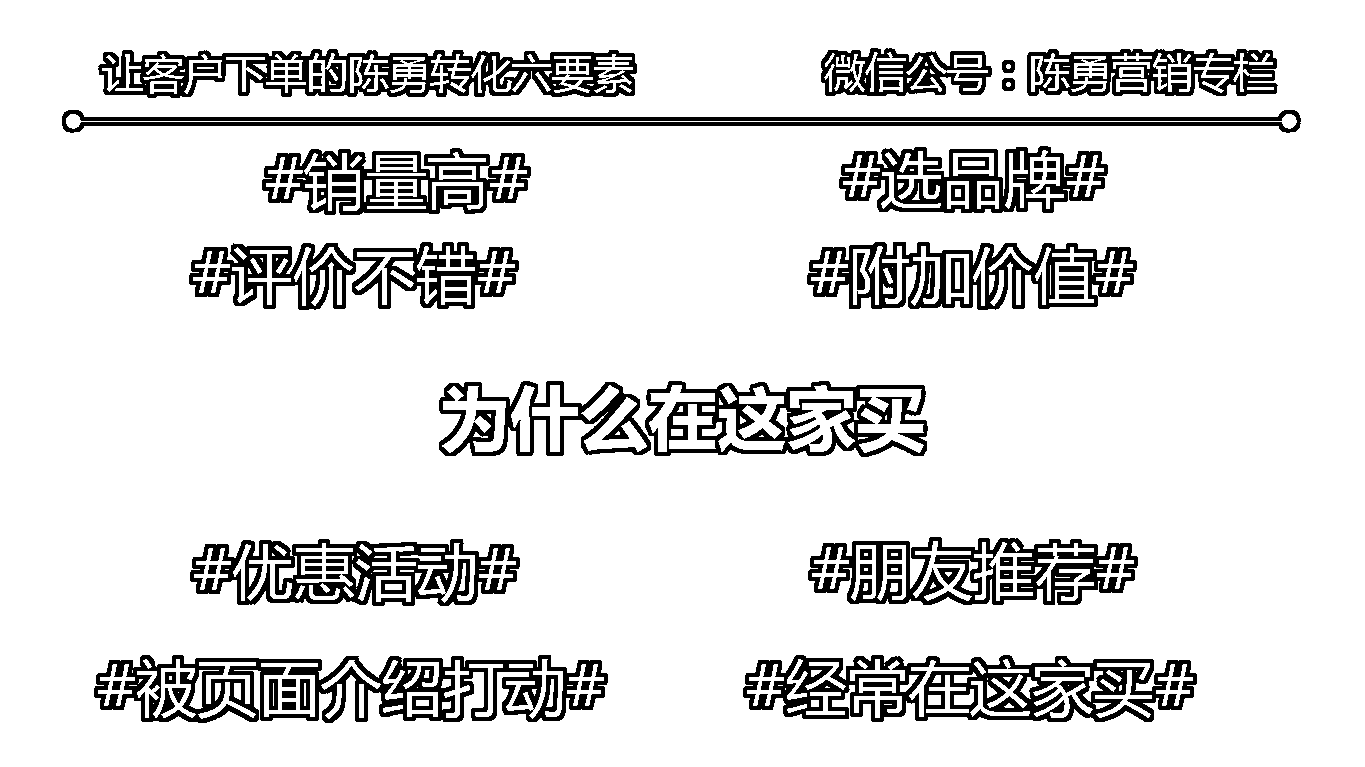 让客户下单的陈勇转化六要素 微信公号：陈勇营销专栏
#销量高# #选品牌#
#评价不错# #附加价值#
为什么在这家买
#优惠活动# #朋友推荐#
#被页面介绍打动# #经常在这家买#